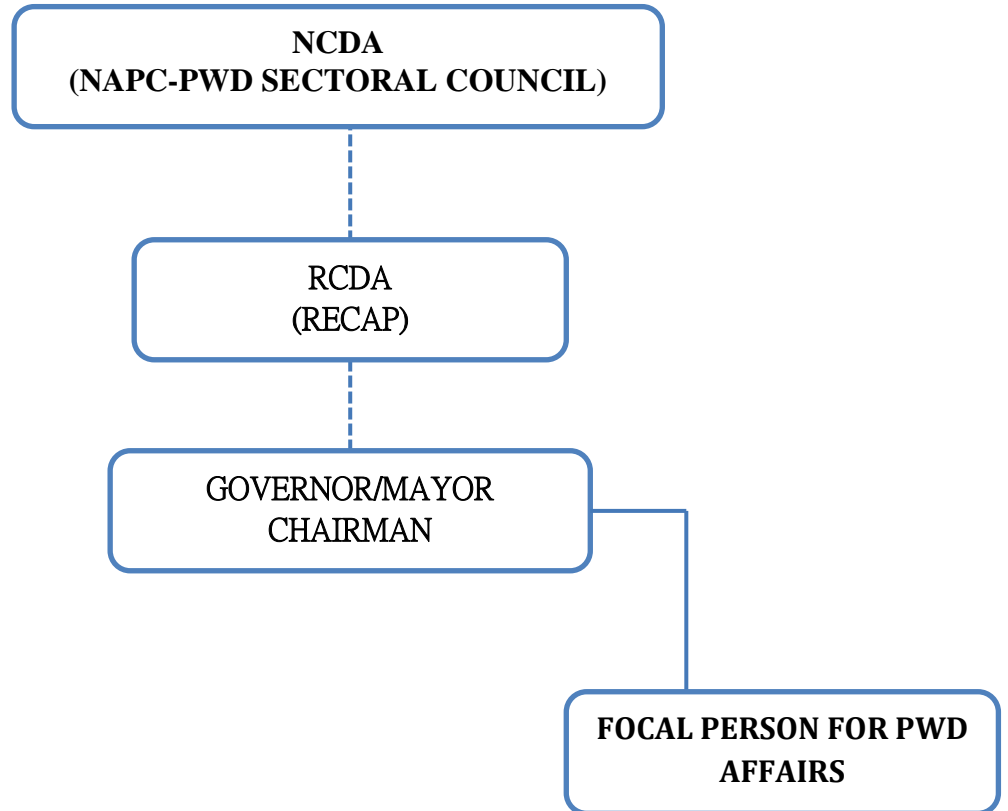 NCDA
(NAPC-PWD SECTORAL COUNCIL)
RCDA
(RECAP)
GOVERNOR/MAYOR
CHAIRMAN
FOCAL PERSON FOR PWD
AFFAIRS